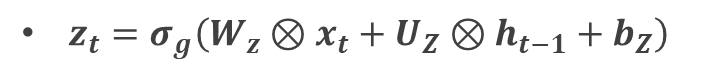 • z_t = σ_g(W_z ⊗ x_t + U_Z ⊗ h_{t−1} + b_Z)